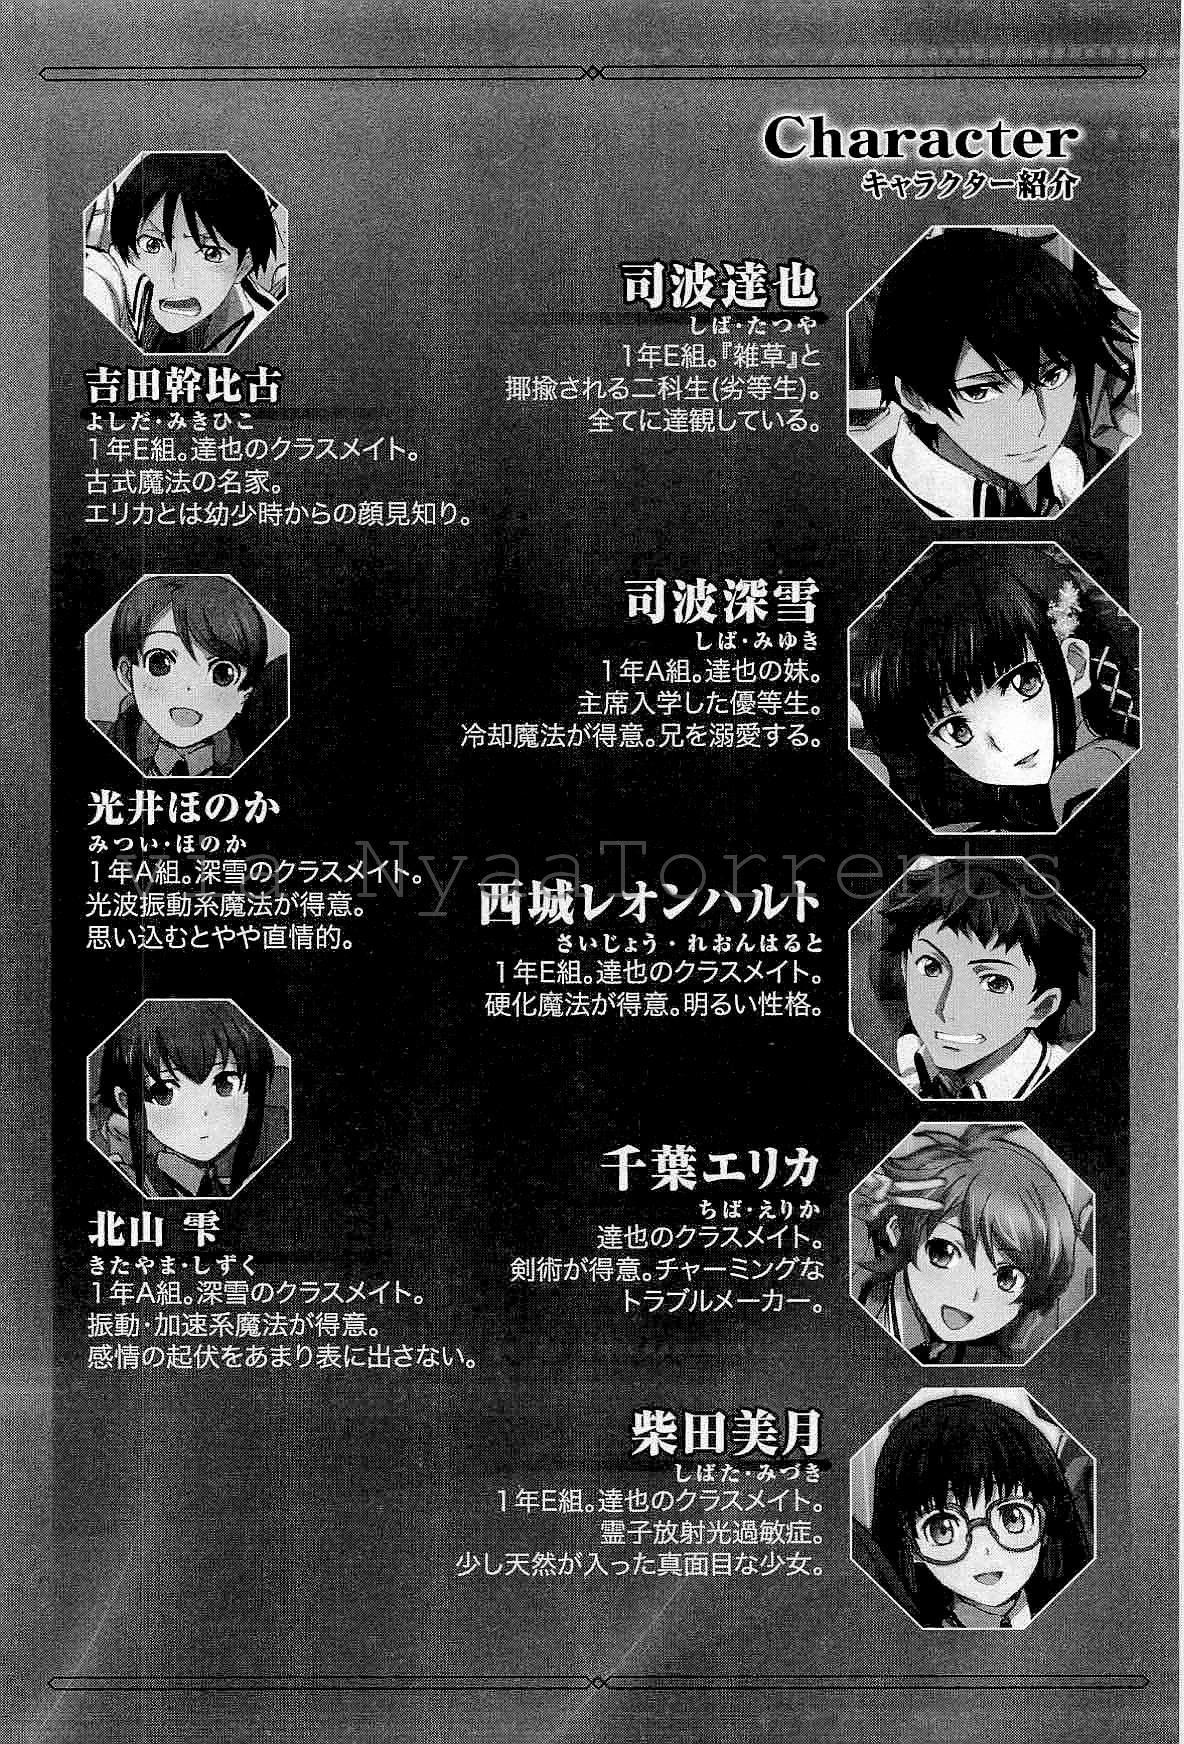 Character
キャラクター紹介
司波達也
しば・たつや
1年E組。『雑草』と
揶揄される二科生(劣等生)。
全てに達観している。
司波深雪
しば・みゆき
1年A組。達也の妹。
主席入学した優等生。
冷却魔法が得意。兄を溺愛する。
西城レオンハルト
さいじょう・れおんはると
1年E組。達也のクラスメイト。
硬化魔法が得意。明るい性格。
千葉エリカ
ちば・えりか
達也のクラスメイト。
剣術が得意。チャーミングな
トラブルメーカー。
柴田美月
しばた・みづき
1年E組。達也のクラスメイト。
霊子放射光過敏症。
少し天然が入った真面目な少女。
吉田幹比古
よしだ・みきひこ
1年E組。達也のクラスメイト。
古式魔法の名家。
エリカとは幼少時からの顔見知り。
光井ほのか
みつい・ほのか
1年A組。深雪のクラスメイト。
光波振動系魔法が得意。
思い込むとやや直情的。
北山 雫
きたやま・しずく
1年A組。深雪のクラスメイト。
振動・加速系魔法が得意。
感情の起伏をあまり表に出さない。
via NyaaTorrents